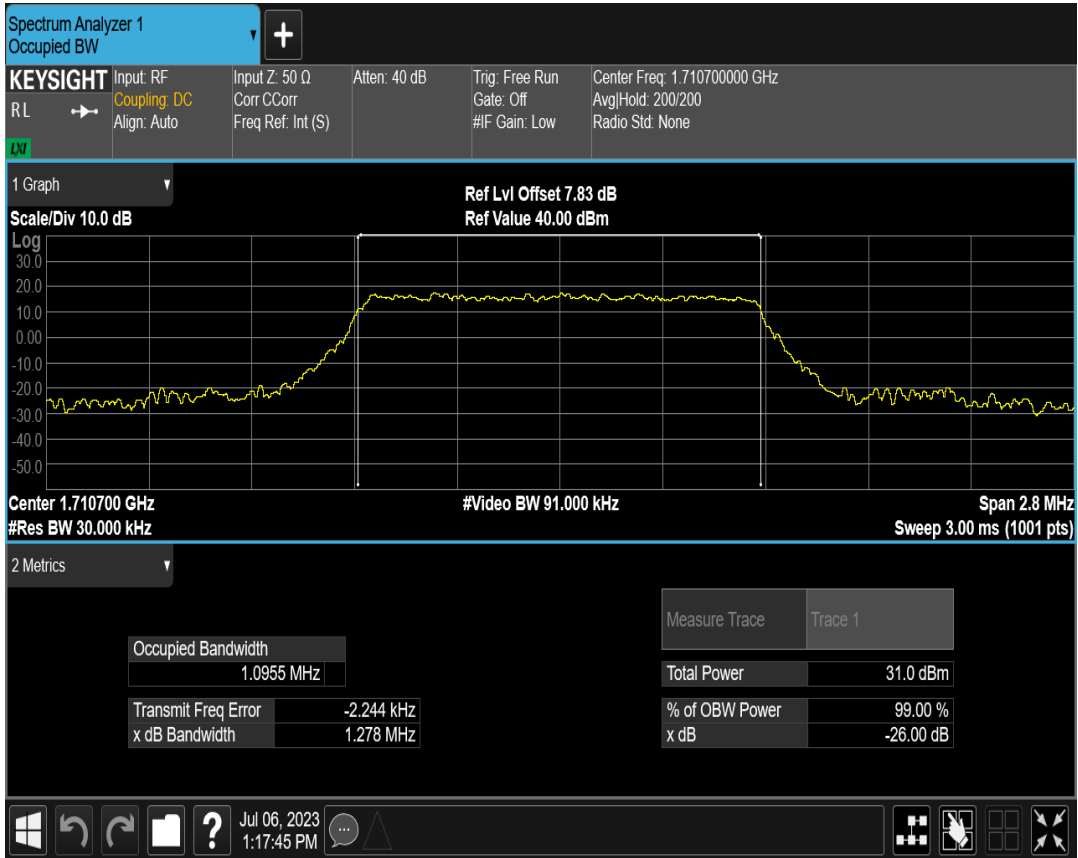 Spectrum Analyzer 1
Occupied BW
+
KEYSIGHT
R L
LXI
Input: RF
Coupling: DC
Align: Auto
Input Z: 50 Ω
Corr CCorr
Freq Ref: Int (S)
Atten: 40 dB
Trig: Free Run
Gate: Off
#IF Gain: Low
Center Freq: 1.710700000 GHz
Avg|Hold: 200/200
Radio Std: None
1 Graph
Scale/Div 10.0 dB
Ref Lvl Offset 7.83 dB
Ref Value 40.00 dBm
Log
30.0
20.0
10.0
0.00
-10.0
-20.0
-30.0
-40.0
-50.0
Center 1.710700 GHz
#Video BW 91.000 kHz
Span 2.8 MHz
#Res BW 30.000 kHz
Sweep 3.00 ms (1001 pts)
2 Metrics
Occupied Bandwidth
1.0955 MHz
Transmit Freq Error -2.244 kHz
x dB Bandwidth 1.278 MHz
Measure Trace Trace 1
Total Power 31.0 dBm
% of OBW Power 99.00 %
x dB -26.00 dB
?
Jul 06, 2023
1:17:45 PM